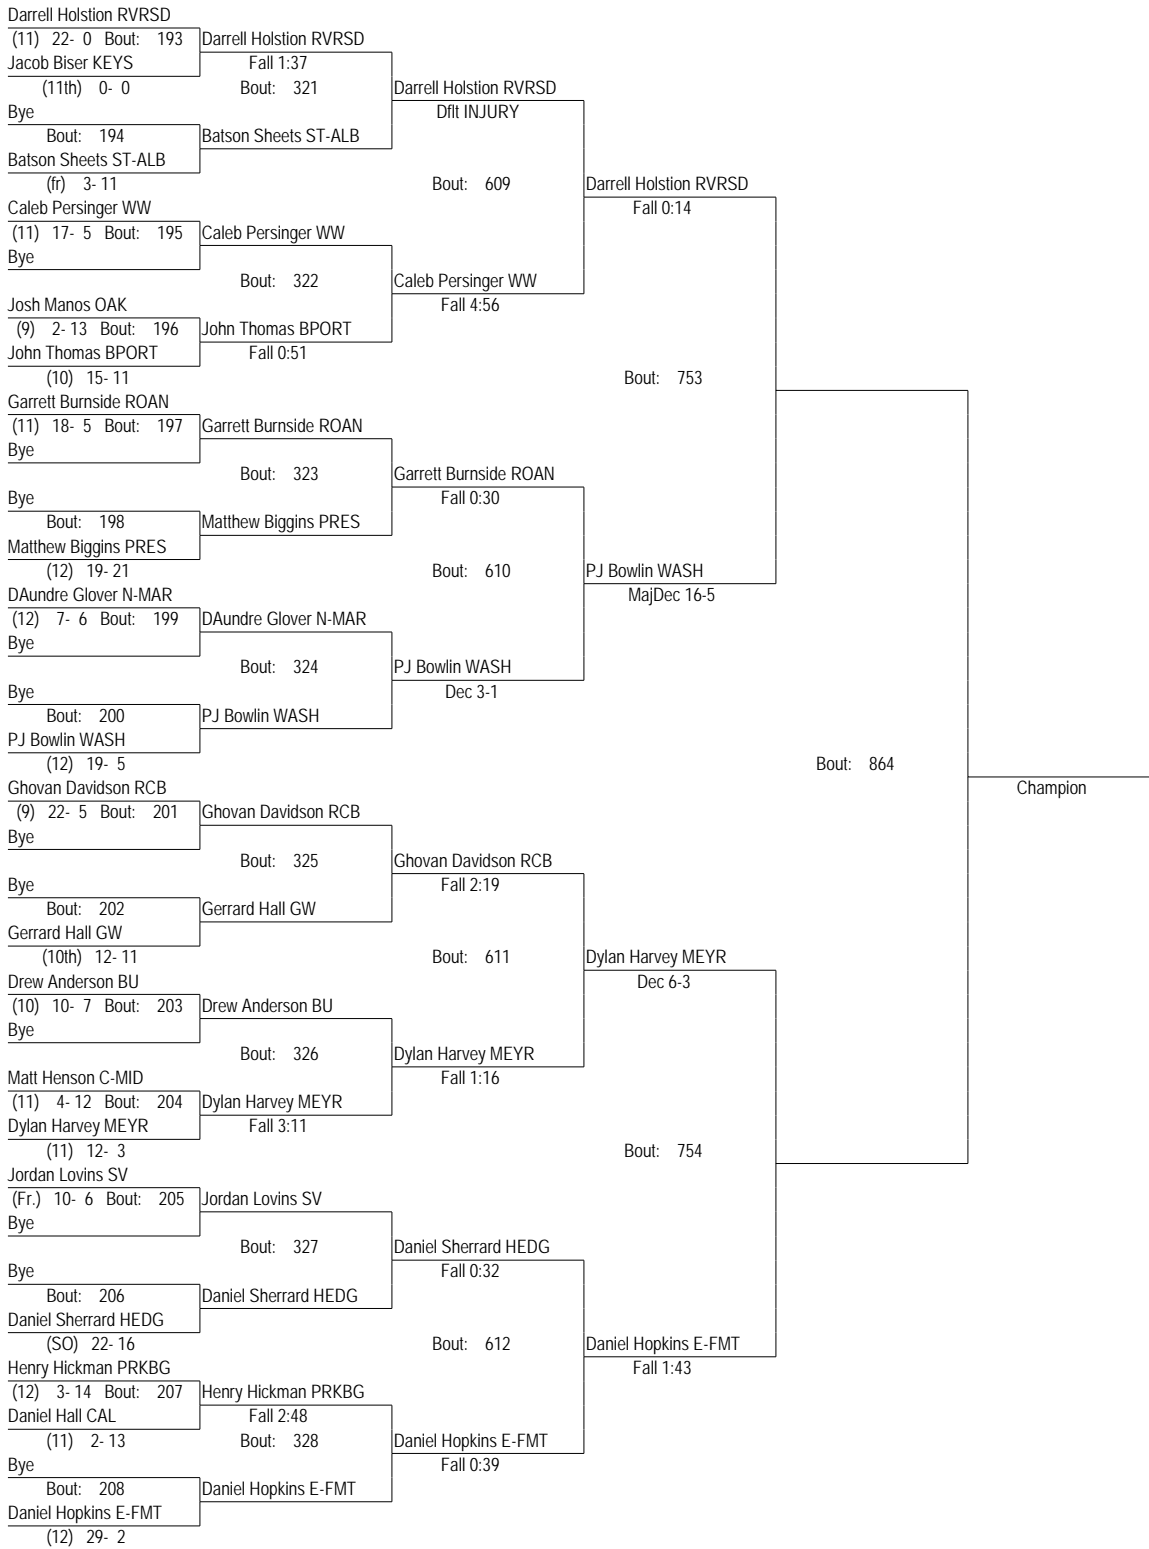 Darrell Holstion RVRSD
(11) 22- 0 Bout: 193 Darrell Holstion RVRSD
Jacob Biser KEYS Fall 1:37
(11th) 0- 0 Bout: 321 Darrell Holstion RVRSD
Bye Dflt INJURY
Bout: 194 Batson Sheets ST-ALB
Batson Sheets ST-ALB
(fr) 3- 11 Bout: 609 Darrell Holstion RVRSD
Caleb Persinger WW Fall 0:14
(11) 17- 5 Bout: 195 Caleb Persinger WW
Bye
Bout: 322 Caleb Persinger WW
Josh Manos OAK Fall 4:56
(9) 2- 13 Bout: 196 John Thomas BPORT
John Thomas BPORT Fall 0:51
(10) 15- 11 Bout: 753
Garrett Burnside ROAN
(11) 18- 5 Bout: 197 Garrett Burnside ROAN
Bye
Bout: 323 Garrett Burnside ROAN
Bye Fall 0:30
Bout: 198 Matthew Biggins PRES
Matthew Biggins PRES
(12) 19- 21 Bout: 610 PJ Bowlin WASH
DAundre Glover N-MAR MajDec 16-5
(12) 7- 6 Bout: 199 DAundre Glover N-MAR
Bye
Bout: 324 PJ Bowlin WASH
Bye Dec 3-1
Bout: 200 PJ Bowlin WASH
PJ Bowlin WASH
(12) 19- 5 Bout: 864
Ghovan Davidson RCB Champion
(9) 22- 5 Bout: 201 Ghovan Davidson RCB
Bye
Bout: 325 Ghovan Davidson RCB
Bye Fall 2:19
Bout: 202 Gerrard Hall GW
Gerrard Hall GW
(10th) 12- 11 Bout: 611 Dylan Harvey MEYR
Drew Anderson BU Dec 6-3
(10) 10- 7 Bout: 203 Drew Anderson BU
Bye
Bout: 326 Dylan Harvey MEYR
Matt Henson C-MID Fall 1:16
(11) 4- 12 Bout: 204 Dylan Harvey MEYR
Dylan Harvey MEYR Fall 3:11
(11) 12- 3 Bout: 754
Jordan Lovins SV
(Fr.) 10- 6 Bout: 205 Jordan Lovins SV
Bye
Bout: 327 Daniel Sherrard HEDG
Bye Fall 0:32
Bout: 206 Daniel Sherrard HEDG
Daniel Sherrard HEDG
(SO) 22- 16 Bout: 612 Daniel Hopkins E-FMT
Henry Hickman PRKBG Fall 1:43
(12) 3- 14 Bout: 207 Henry Hickman PRKBG
Daniel Hall CAL Fall 2:48
(11) 2- 13 Bout: 328 Daniel Hopkins E-FMT
Bye Fall 0:39
Bout: 208 Daniel Hopkins E-FMT
Daniel Hopkins E-FMT
(12) 29- 2